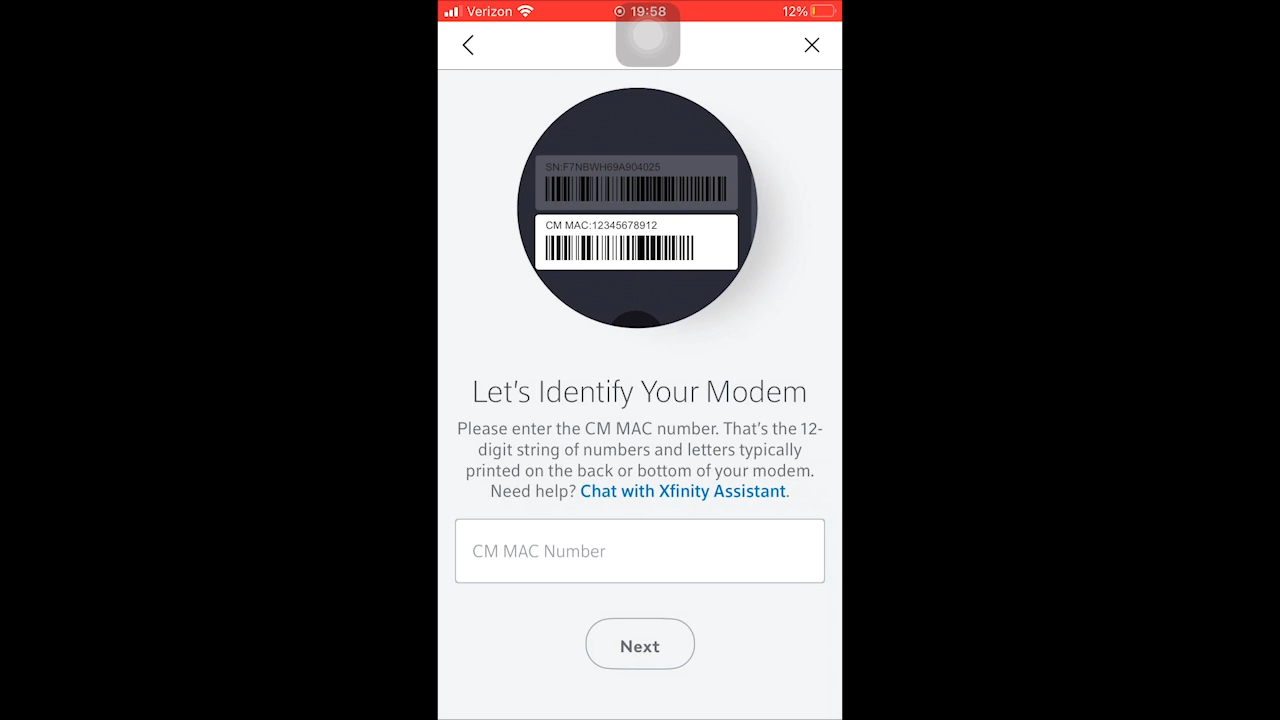 Verizon 19:58 12%
SN:F7NBWH69A904025
CM MAC:12345678912
Let's Identify Your Modem
Please enter the CM MAC number. That's the 12-
digit string of numbers and letters typically
printed on the back or bottom of your modem.
Need help? Chat with Xfinity Assistant.
CM MAC Number
Next